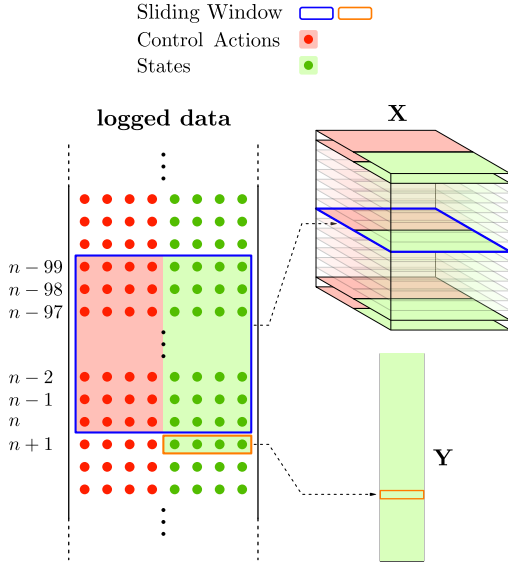 Sliding Window
Control Actions
States
logged data
X
n − 99
n − 98
n − 97
n − 2
n − 1
n
n + 1
Y